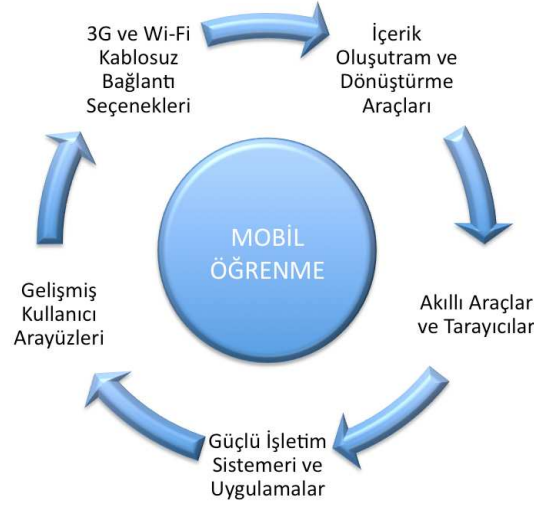 3G ve Wi-Fi
Kablosuz
Bağlantı
Seçenekleri
İçerik
Oluşutram ve
Dönüştürme
Araçları
Akıllı Araçlar
ve Tarayıcılar
Güçlü İşletim
Sistemeri ve
Uygulamalar
Gelişmiş
Kullanıcı
Arayüzleri
MOBİL
ÖĞRENME